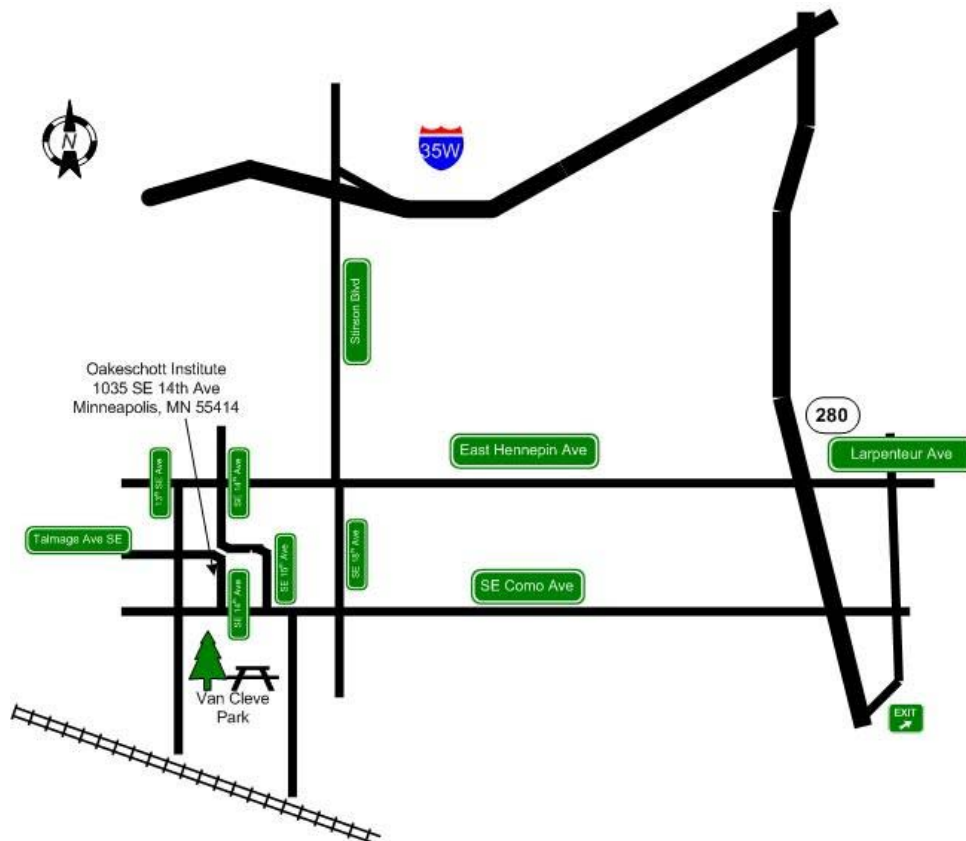 N
35W
Stinson Blvd
Oakeschott Institute
1035 SE 14th Ave
Minneapolis, MN 55414
280
East Hennepin Ave
Larpenteur Ave
13th SE Ave
SE 14th Ave
Talmage Ave SE
SE 15th Ave
SE 18th Ave
SE 14th Ave
SE Como Ave
Van Cleve
Park
EXIT